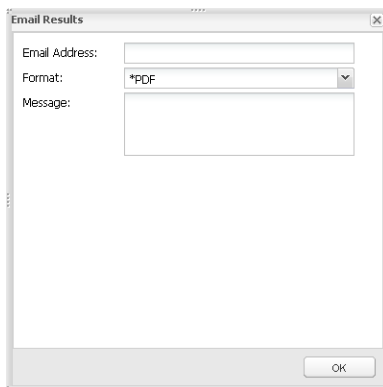 Email Results
Email Address:
Format: *PDF
Message:
OK